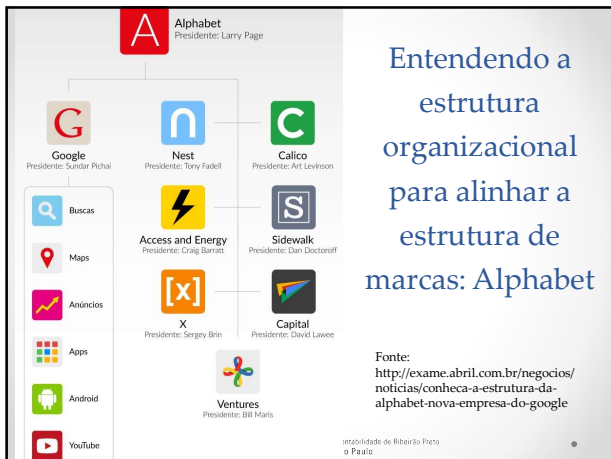 A
Alphabet
Presidente: Larry Page
G
Google
Presidente: Sundar Pichai
Nest
Presidente: Tony Fadell
C
Calico
Presidente: Art Levinson
Access and Energy
Presidente: Craig Barratt
S
Sidewalk
Presidente: Dan Doctoroff
[x]
X
Presidente: Sergey Brin
Capital
Presidente: David Lawee
Ventures
Presidente: Bill Maris
Buscas
Maps
Anúncios
Apps
Android
YouTube
Entendendo a
estrutura
organizacional
para alinhar a
estrutura de
marcas: Alphabet
Fonte:
http://exame.abril.com.br/negocios/
noticias/conheca-a-estrutura-da-
alphabet-nova-empresa-do-google
ntabilidade de Ribeirão Preto
o Paulo